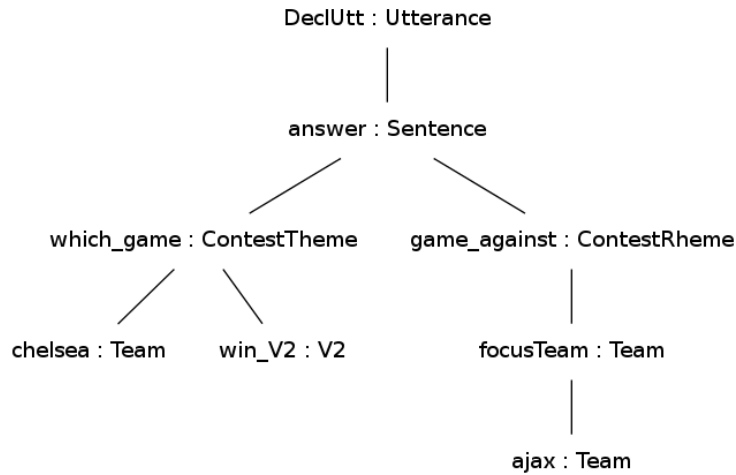 DeclUtt : Utterance
answer : Sentence
which_game : ContestTheme
game_against : ContestRheme
chelsea : Team
win_V2 : V2
focusTeam : Team
ajax : Team